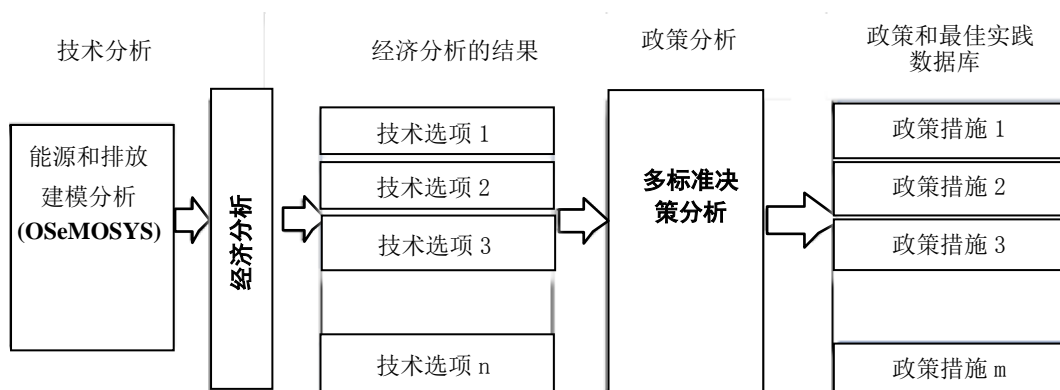 技术分析
能源和排放
建模分析
(OSeMOSYS)
经济分析
经济分析的结果
技术选项 1
技术选项 2
技术选项 3
技术选项 n
政策分析
多标准决
策分析
政策和最佳实践
数据库
政策措施 1
政策措施 2
政策措施 3
政策措施 m